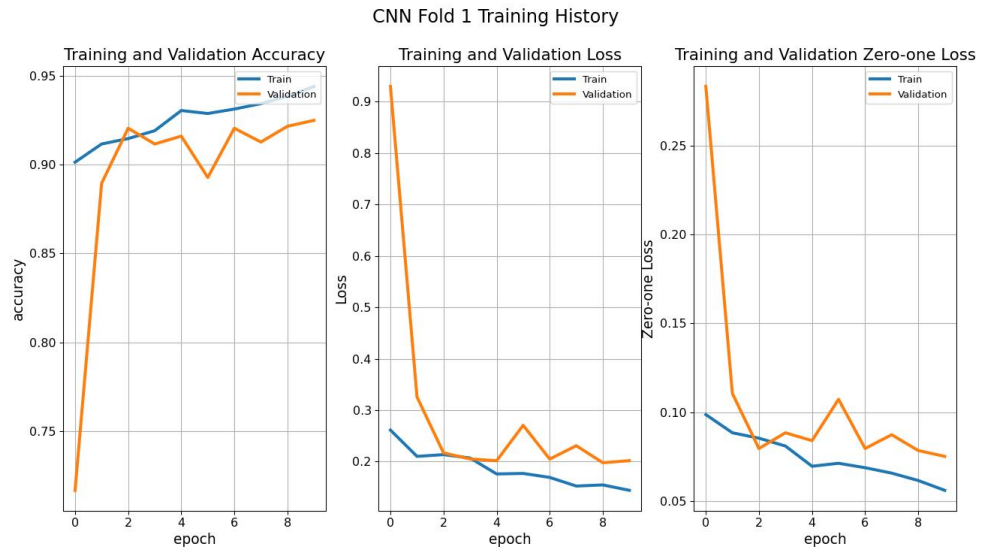 CNN Fold 1 Training History
Training and Validation Accuracy
Train
Validation
0.95
0.90
0.85
0.80
0.75
accuracy
0
2
4
6
8
epoch
Training and Validation Loss
Train
Validation
0.9
0.8
0.7
0.6
0.5
0.4
0.3
0.2
Loss
0
2
4
6
8
epoch
Training and Validation Zero-one Loss
Train
Validation
0.25
0.20
0.15
0.10
0.05
Zero-one Loss
0
2
4
6
8
epoch